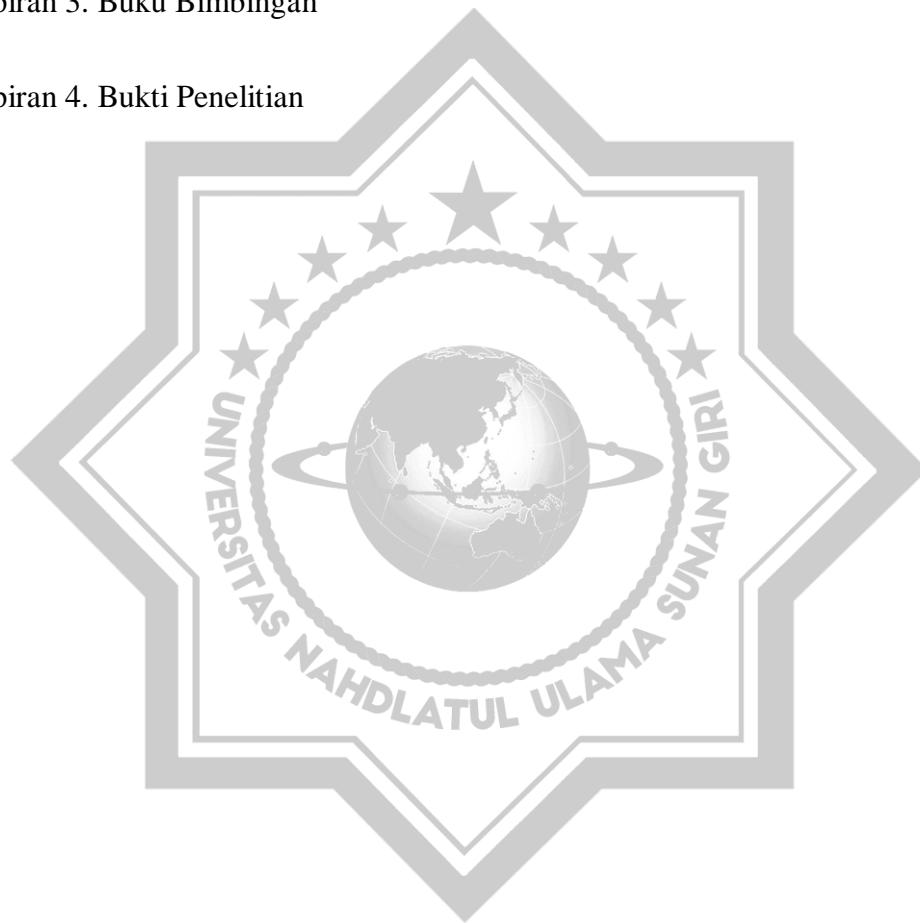 piran 3. Buku Bimbingan
piran 4. Bukti Penelitian
UNIVERSITAS NAHDLATUL ULAMA SUNAN GIRI